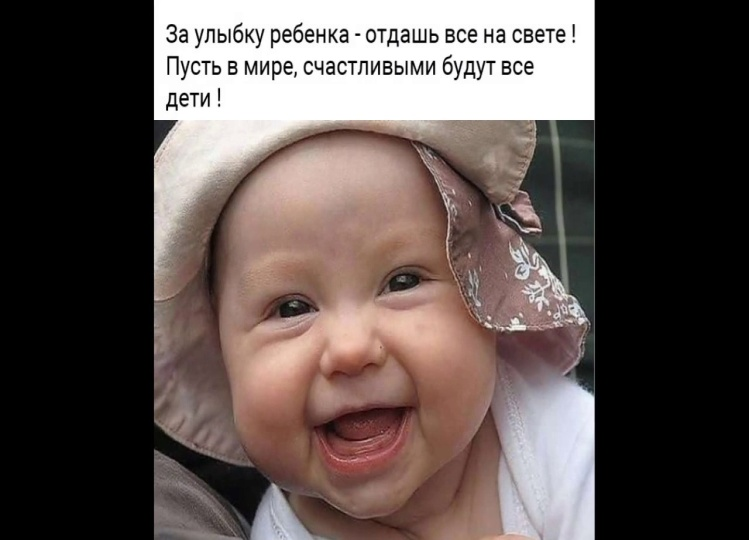 За улыбку ребенка - отдашь все на свете !
Пусть в мире, счастливыми будут все
дети !